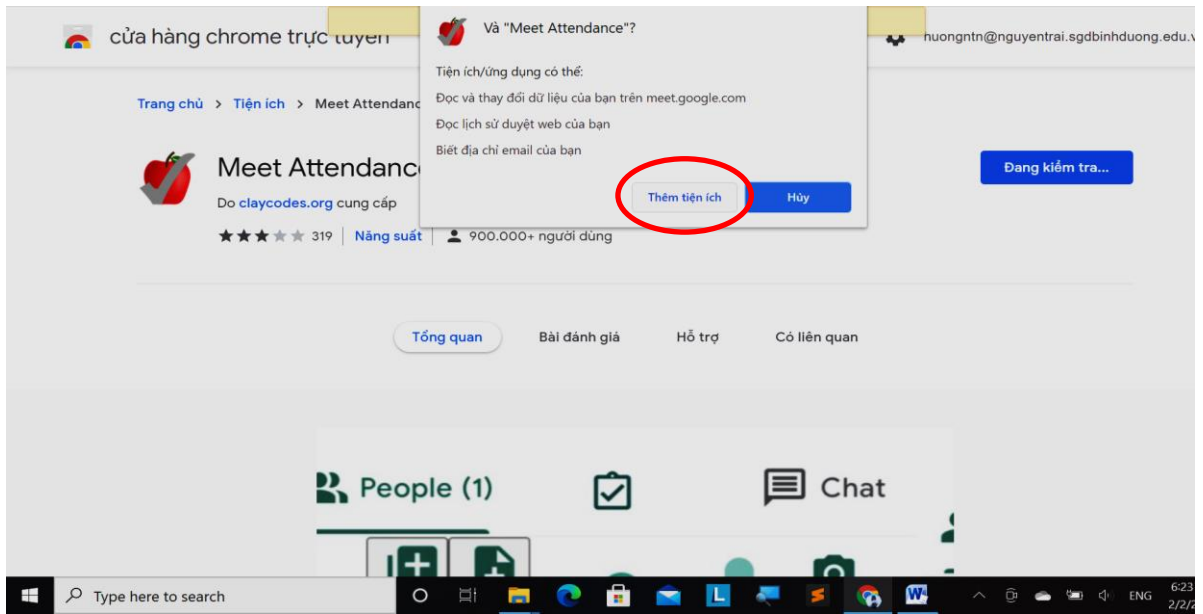 cửa hàng chrome trực tuyến
Và "Meet Attendance"?
huongntn@nguyentrai.sgdbinhduong.edu.v
Tiện ích/ứng dụng có thể:
Đọc và thay đổi dữ liệu của bạn trên meet.google.com
Đọc lịch sử duyệt web của bạn
Biết địa chỉ email của bạn
Thêm tiện ích
Hủy
Trang chủ > Tiện ích > Meet Attendanc
Meet Attendanc
Đang kiểm tra...
Do claycodes.org cung cấp
319 Năng suất 900.000+ người dùng
Tổng quan Bài đánh giá Hỗ trợ Có liên quan
People (1) Chat
Type here to search
L
W
ENG
6:23
2/2/